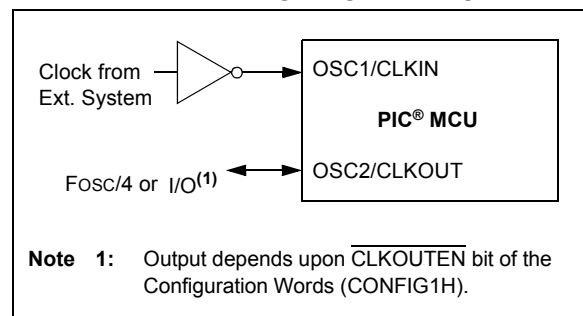 Clock from
Ext. System
OSC1/CLKIN
PIC® MCU
FOSC/4 or I/O(1)
OSC2/CLKOUT
Note 1: Output depends upon CLKOUTEN bit of the
Configuration Words (CONFIG1H).